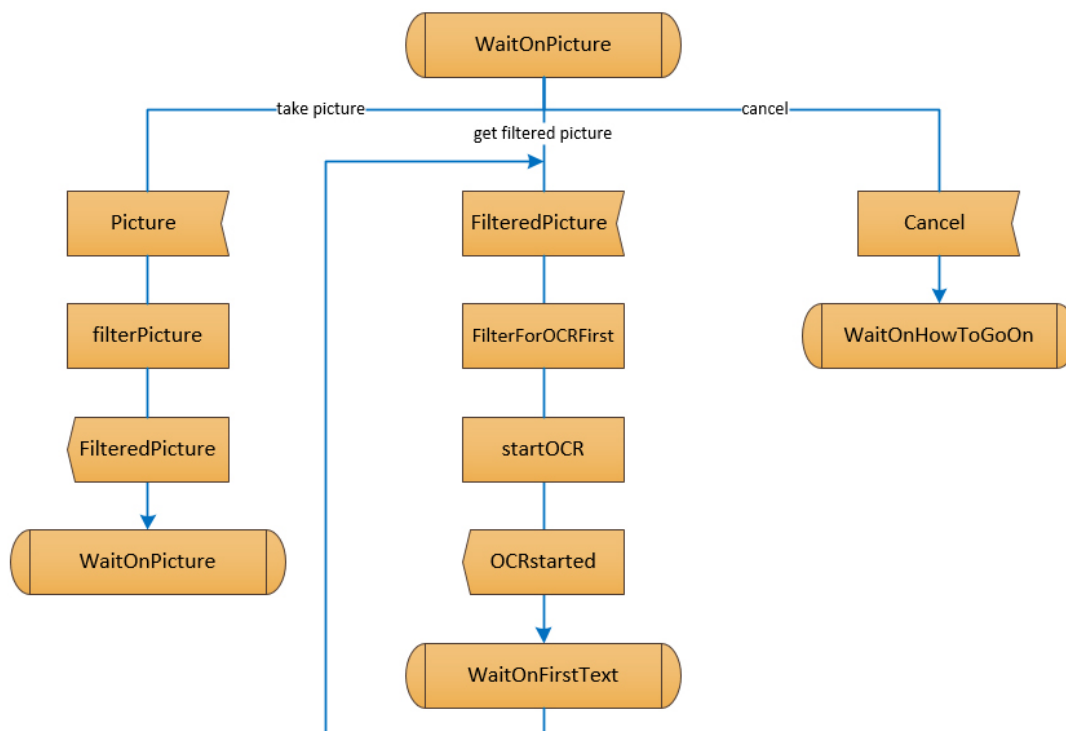 WaitOnPicture
take picture
cancel
get filtered picture
Picture
FilteredPicture
Cancel
filterPicture
FilterForOCRFirst
WaitOnHowToGoOn
FilteredPicture
startOCR
WaitOnPicture
OCRstarted
WaitOnFirstText